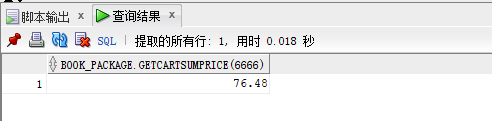 脚本输出 × 查询结果 ×
SQL | 提取的所有行: 1, 用时 0.018 秒
BOOK_PACKAGE.GETCARTSUMPRICE(6666)
1 76.48